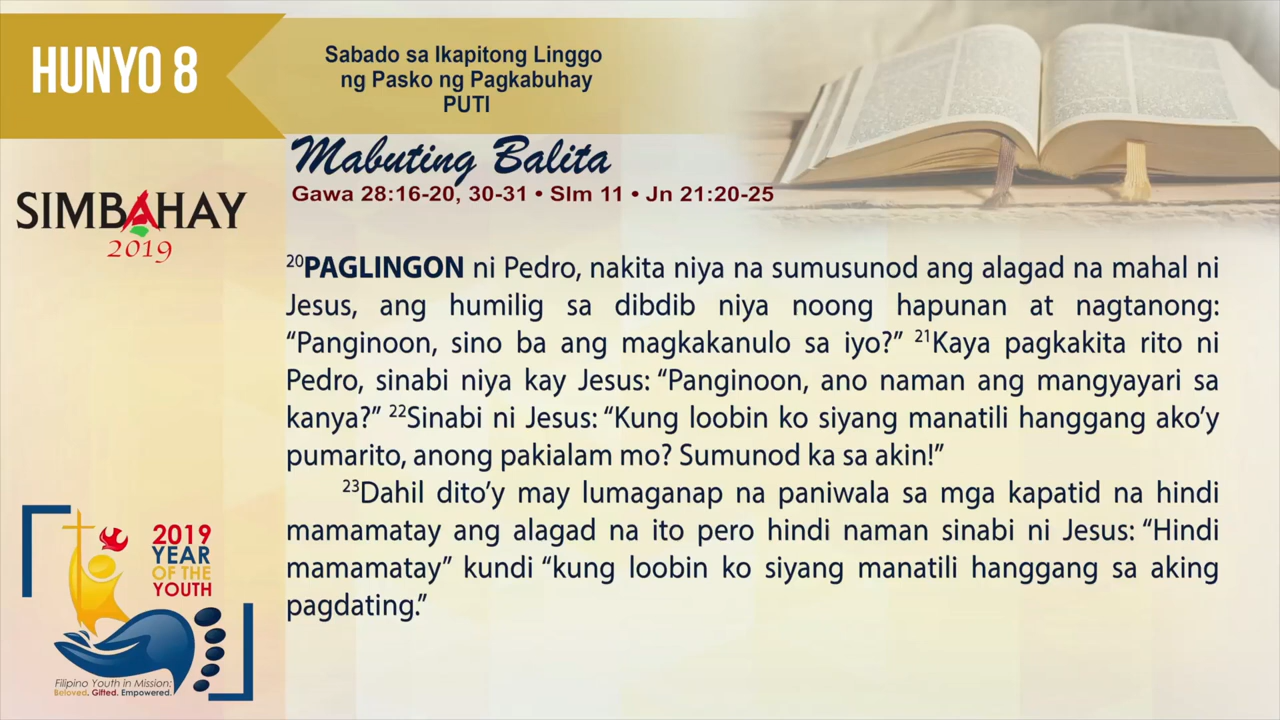 HUNYO 8
Sabado sa Ikapitong Linggo
ng Pasko ng Pagkabuhay
PUTI
Mabuting Balita
Gawa 28:16-20, 30-31 • Slm 11 • Jn 21:20-25
SIMBAHAY
2019
20PAGLINGON ni Pedro, nakita niya na sumusunod ang alagad na mahal ni
Jesus, ang humilig sa dibdib niya noong hapunan at nagtanong:
“Panginoon, sino ba ang magkakanulo sa iyo?” 21Kaya pagkakita rito ni
Pedro, sinabi niya kay Jesus: “Panginoon, ano naman ang mangyayari sa
kanya?” 22Sinabi ni Jesus: “Kung loobin ko siyang manatili hanggang ako’y
pumarito, anong pakialam mo? Sumunod ka sa akin!”
23Dahil dito’y may lumaganap na paniwala sa mga kapatid na hindi
mamamatay ang alagad na ito pero hindi naman sinabi ni Jesus: “Hindi
mamamatay” kundi “kung loobin ko siyang manatili hanggang sa aking
pagdating.”
2019
YEAR
OF THE
YOUTH
Filipino Youth in Mission:
Beloved. Gifted. Empowered.